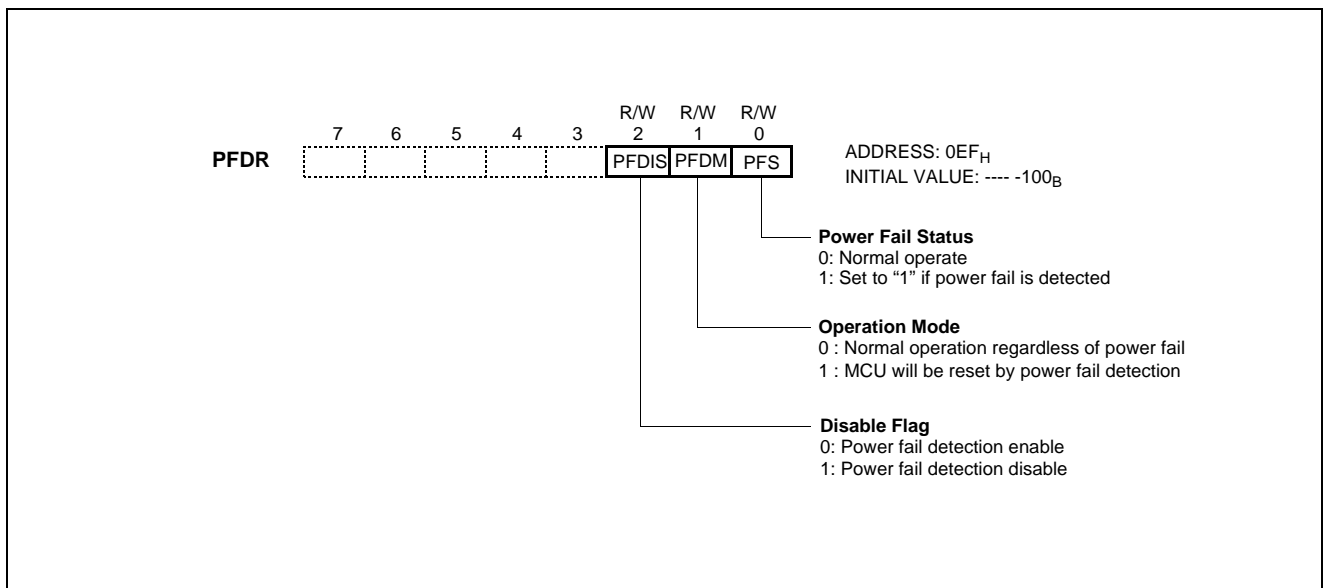 R/W R/W R/W
7 6 5 4 3 2 1 0
PFDR PFDIS PFDM PFS
ADDRESS: 0EFH
INITIAL VALUE: ---- -100B
Power Fail Status
0: Normal operate
1: Set to “1” if power fail is detected
Operation Mode
0 : Normal operation regardless of power fail
1 : MCU will be reset by power fail detection
Disable Flag
0: Power fail detection enable
1: Power fail detection disable